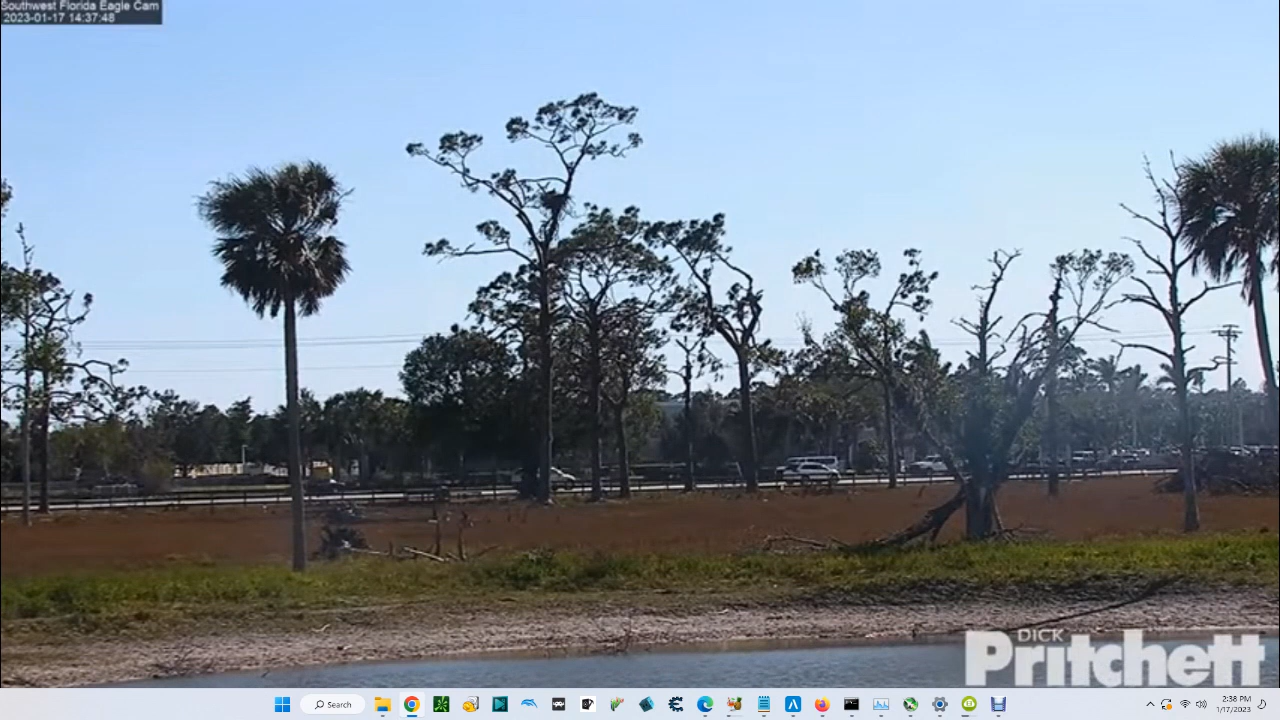 Southwest Florida Eagle Cam
2023-01-17 14:37:48
DICK
Pritchett
Search
2:38 PM
1/17/2023